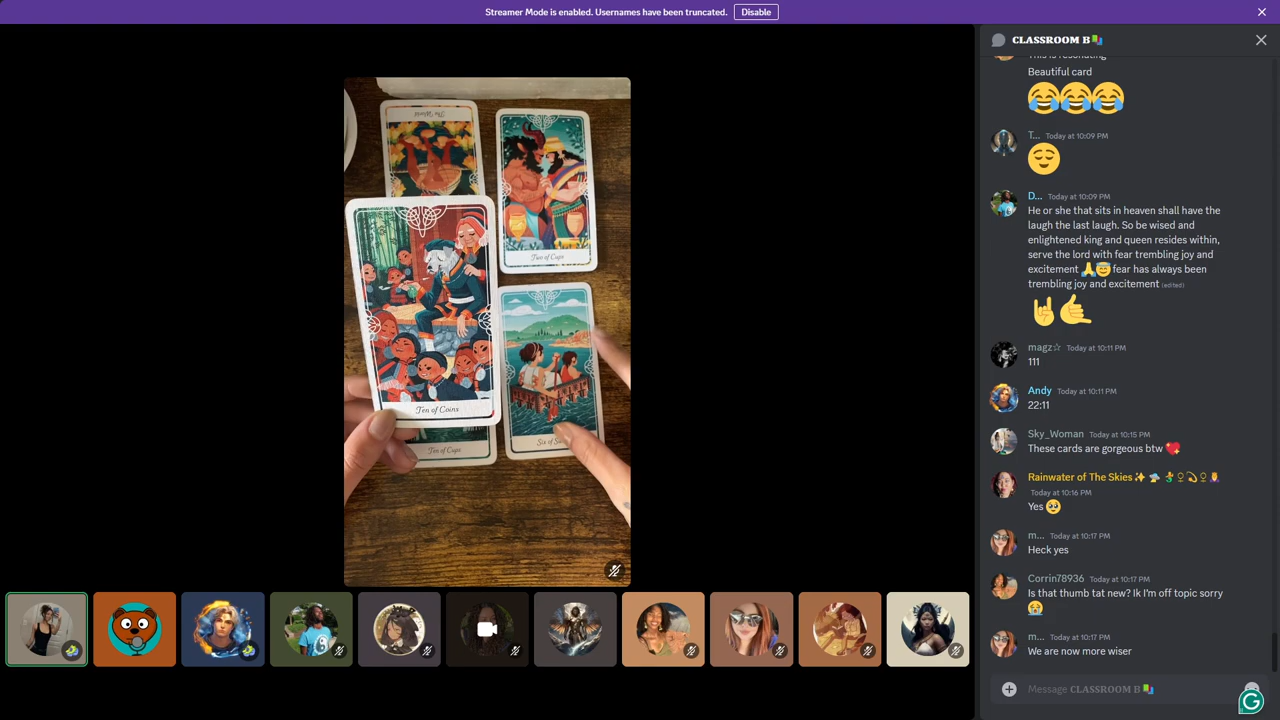 Streamer Mode is enabled. Usernames have been truncated. Disable
CLASSROOM B
The World
Two of Cups
Ten of Coins
Ten of Cups
Six of
Beautiful card
T... Today at 10:09 PM
D... Today at 10:09 PM
He or she that sits in heaven shall have the
laugh the last laugh. So be wised and
enlightened king and queen resides within,
serve the lord with fear trembling joy and
excitement 🙏😇 fear has always been
trembling joy and excitement (edited)
magz☆ Today at 10:11 PM
111
Andy Today at 10:11 PM
22:11
Sky_Woman Today at 10:15 PM
These cards are gorgeous btw 💖
Rainwater of The Skies✨
Today at 10:16 PM
Yes 🥹
m... Today at 10:17 PM
Heck yes
Corrin78936 Today at 10:17 PM
Is that thumb tat new? Ik I'm off topic sorry
😭
m... Today at 10:17 PM
We are now more wiser
Message CLASSROOM B